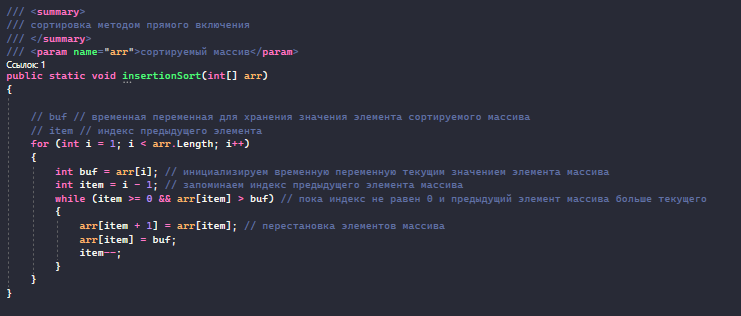 /// <summary>
/// сортировка методом прямого включения
/// </summary>
/// <param name="arr">сортируемый массив</param>
Ссылок: 1
public static void insertionSort(int[] arr)
{
// buf // временная переменная для хранения значения элемента сортируемого массива
// item // индекс предыдущего элемента
for (int i = 1; i < arr.Length; i++)
{
int buf = arr[i]; // инициализируем временную переменную текущим значением элемента массива
int item = i - 1; // запоминаем индекс предыдущего элемента массива
while (item >= 0 && arr[item] > buf) // пока индекс не равен 0 и предыдущий элемент массива больше текущего
{
arr[item + 1] = arr[item]; // перестановка элементов массива
arr[item] = buf;
item--;
}
}
}